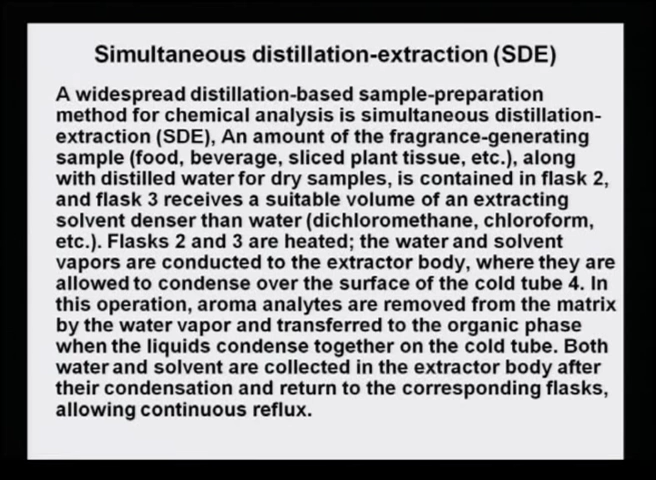 Simultaneous distillation-extraction (SDE)
A widespread distillation-based sample-preparation
method for chemical analysis is simultaneous distillation-
extraction (SDE), An amount of the fragrance-generating
sample (food, beverage, sliced plant tissue, etc.), along
with distilled water for dry samples, is contained in flask 2,
and flask 3 receives a suitable volume of an extracting
solvent denser than water (dichloromethane, chloroform,
etc.). Flasks 2 and 3 are heated; the water and solvent
vapors are conducted to the extractor body, where they are
allowed to condense over the surface of the cold tube 4. In
this operation, aroma analytes are removed from the matrix
by the water vapor and transferred to the organic phase
when the liquids condense together on the cold tube. Both
water and solvent are collected in the extractor body after
their condensation and return to the corresponding flasks,
allowing continuous reflux.